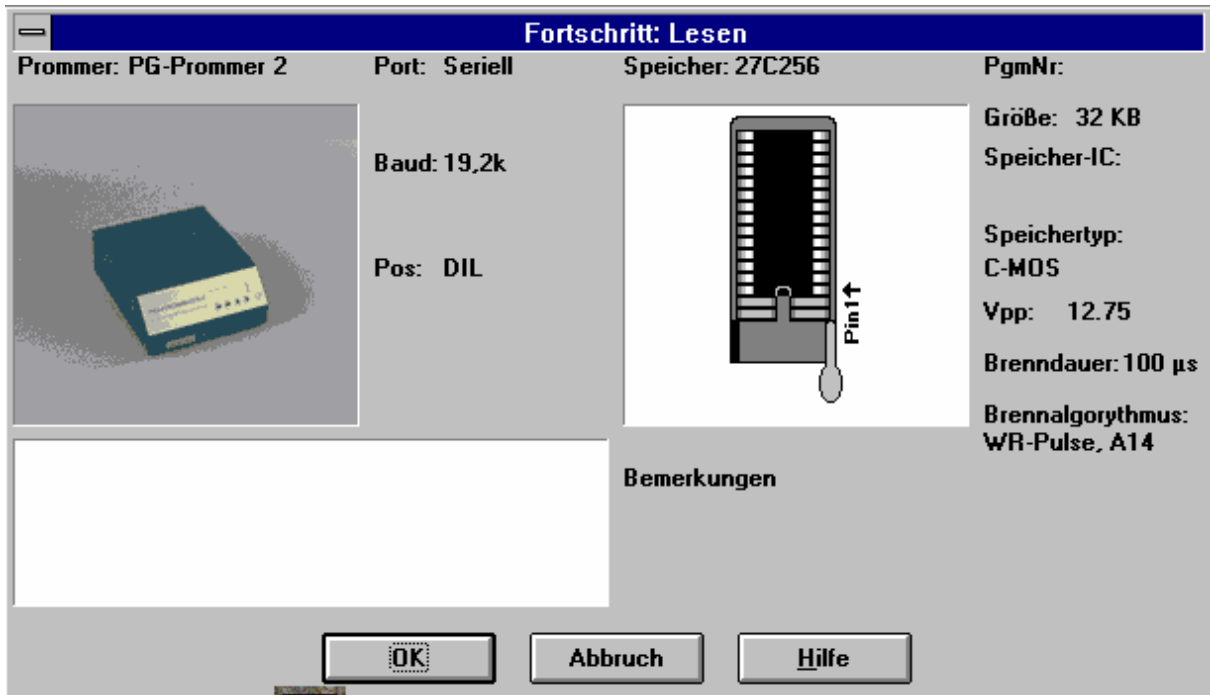 Fortschritt: Lesen
Prommer: PG-Prommer 2 Port: Seriell Speicher: 27C256 PgmNr:
Größe: 32 KB
Baud: 19,2k
Speicher-IC:
Speichertyp:
Pos: DIL
C-MOS
Pin1
Vpp: 12.75
Brenndauer: 100 µs
Brennalgorythmus:
WR-Pulse, A14
Bemerkungen
OK Abbruch Hilfe